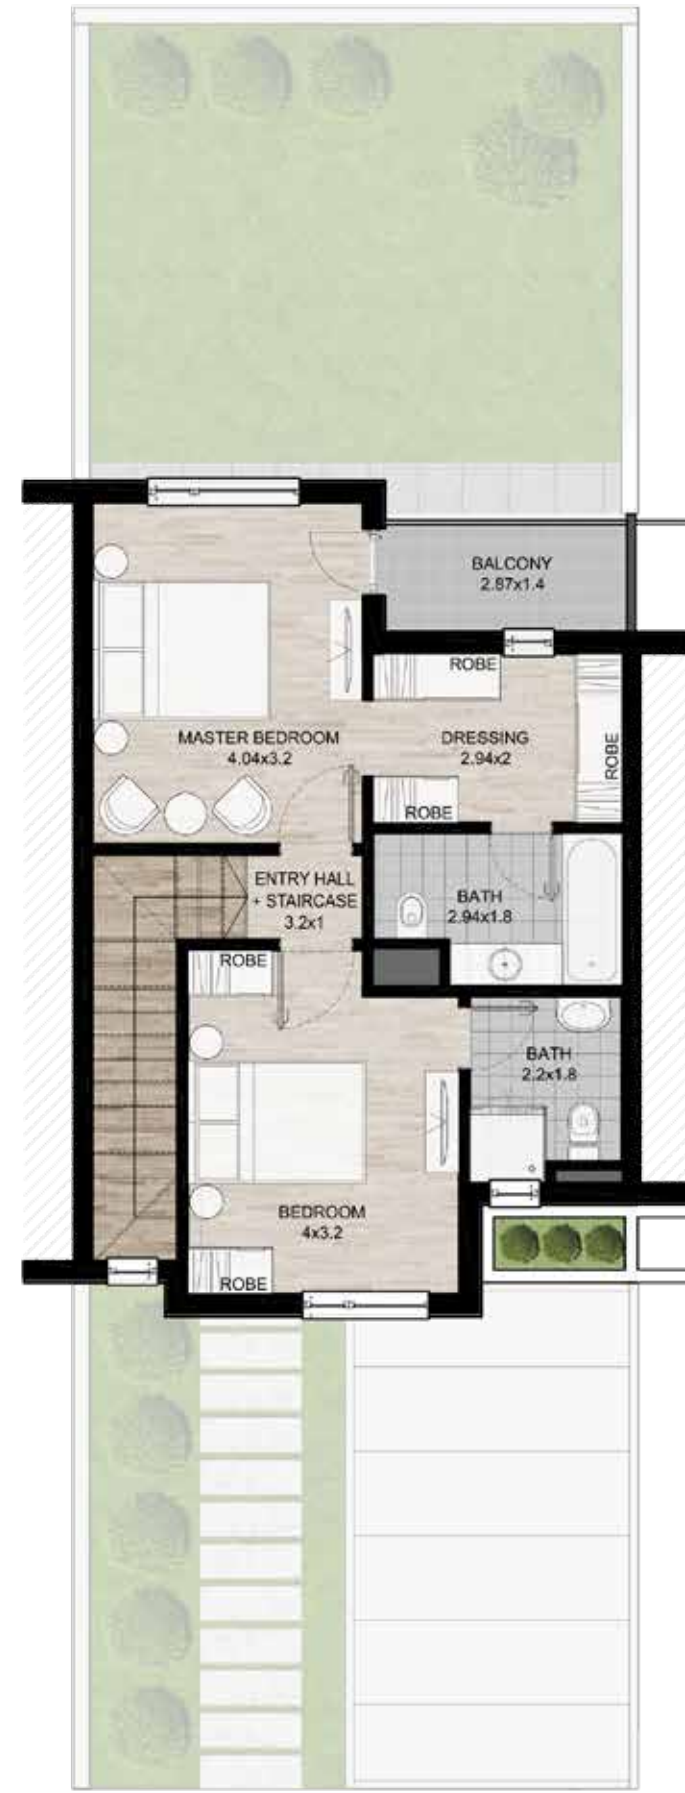 BALCONY
2.87x1.4
ROBE
MASTER BEDROOM
4.04x3.2
DRESSING
2.94x2
ROBE
ROBE
ENTRY HALL
+ STAIRCASE
3.2x1
BATH
2.94x1.8
ROBE
BATH
2.2x1.8
BEDROOM
4x3.2
ROBE